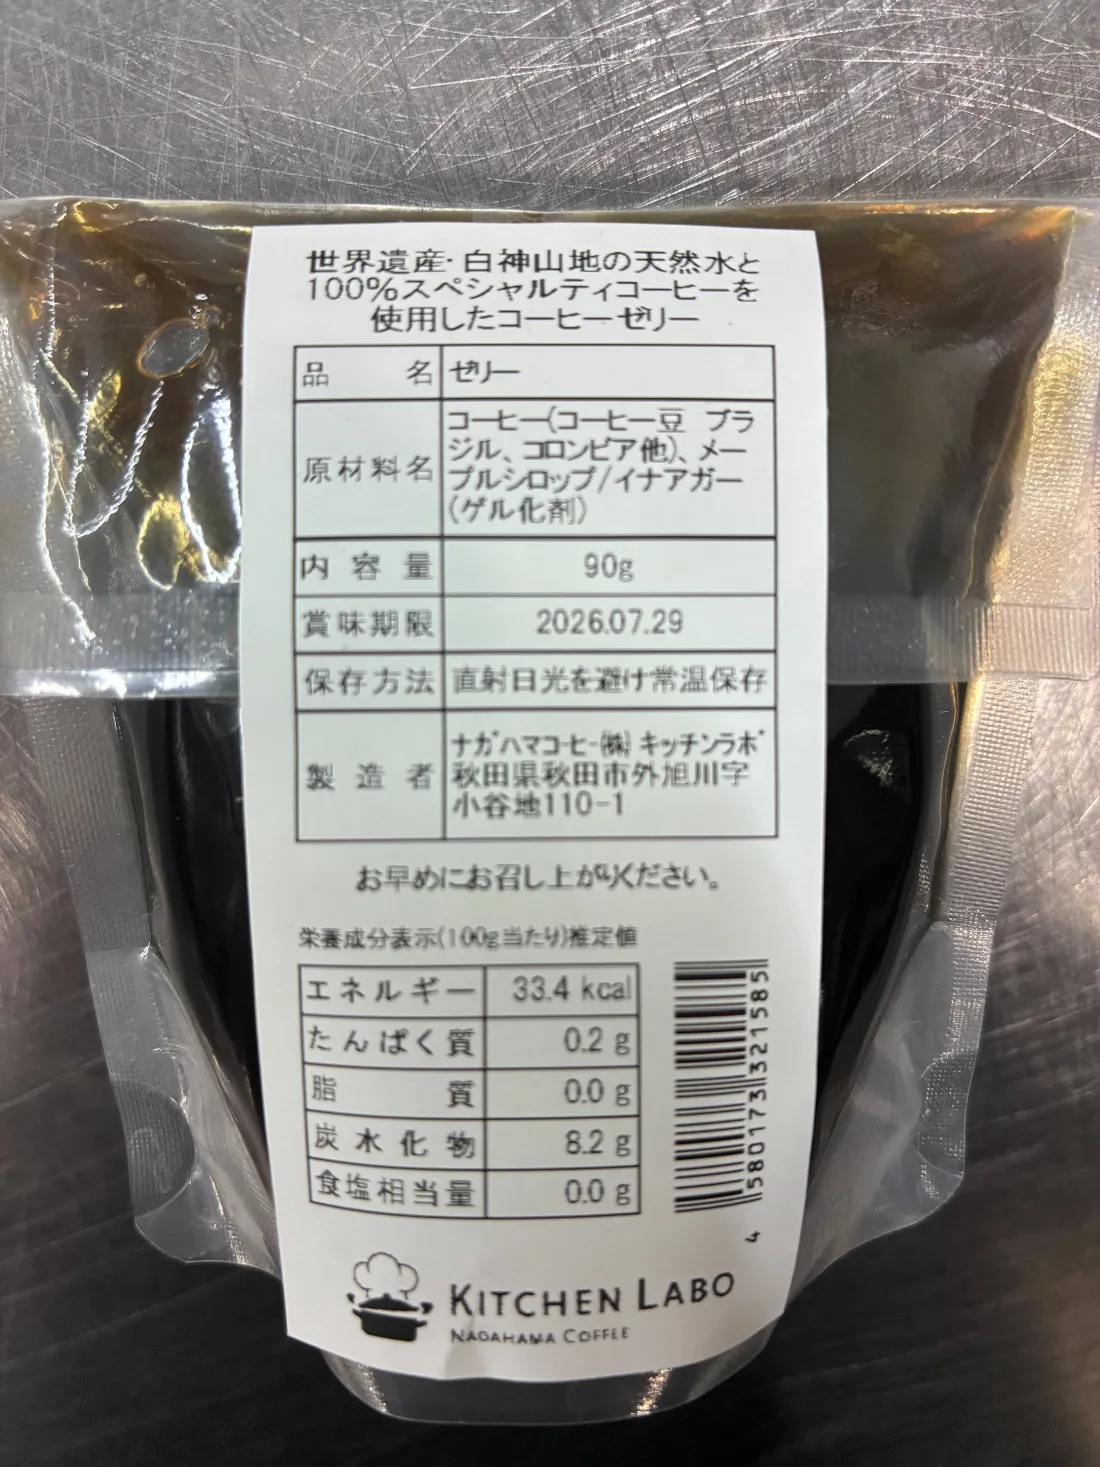 世界遺産・白神山地の天然水と
100%スペシャルティコーヒーを
使用したコーヒーゼリー
品名 ゼリー
原材料名 コーヒー(コーヒー豆 ブラ
ジル、コロンビア他)、メー
プルシロップ/イナアガー
(ゲル化剤)
内容量 90g
賞味期限 2026.07.29
保存方法 直射日光を避け常温保存
製造者 ナガハマコーヒー(株) キッチンラボ
秋田県秋田市外旭川字
小谷地110-1
お早めにお召し上がりください。
栄養成分表示(100g当たり)推定値
エネルギー 33.4 kcal
たんぱく質 0.2 g
脂質 0.0 g
炭水化物 8.2 g
食塩相当量 0.0 g
4 580173 321585
KITCHEN LABO
NAGAHAMA COFFEE